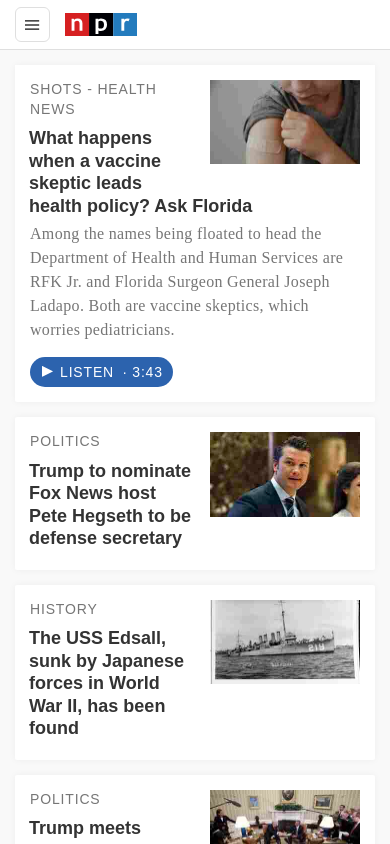 npr
SHOTS - HEALTH
NEWS
What happens
when a vaccine
skeptic leads
health policy? Ask Florida
Among the names being floated to head the
Department of Health and Human Services are
RFK Jr. and Florida Surgeon General Joseph
Ladapo. Both are vaccine skeptics, which
worries pediatricians.
LISTEN · 3:43
POLITICS
Trump to nominate
Fox News host
Pete Hegseth to be
defense secretary
HISTORY
The USS Edsall,
sunk by Japanese
forces in World
War II, has been
found
POLITICS
Trump meets